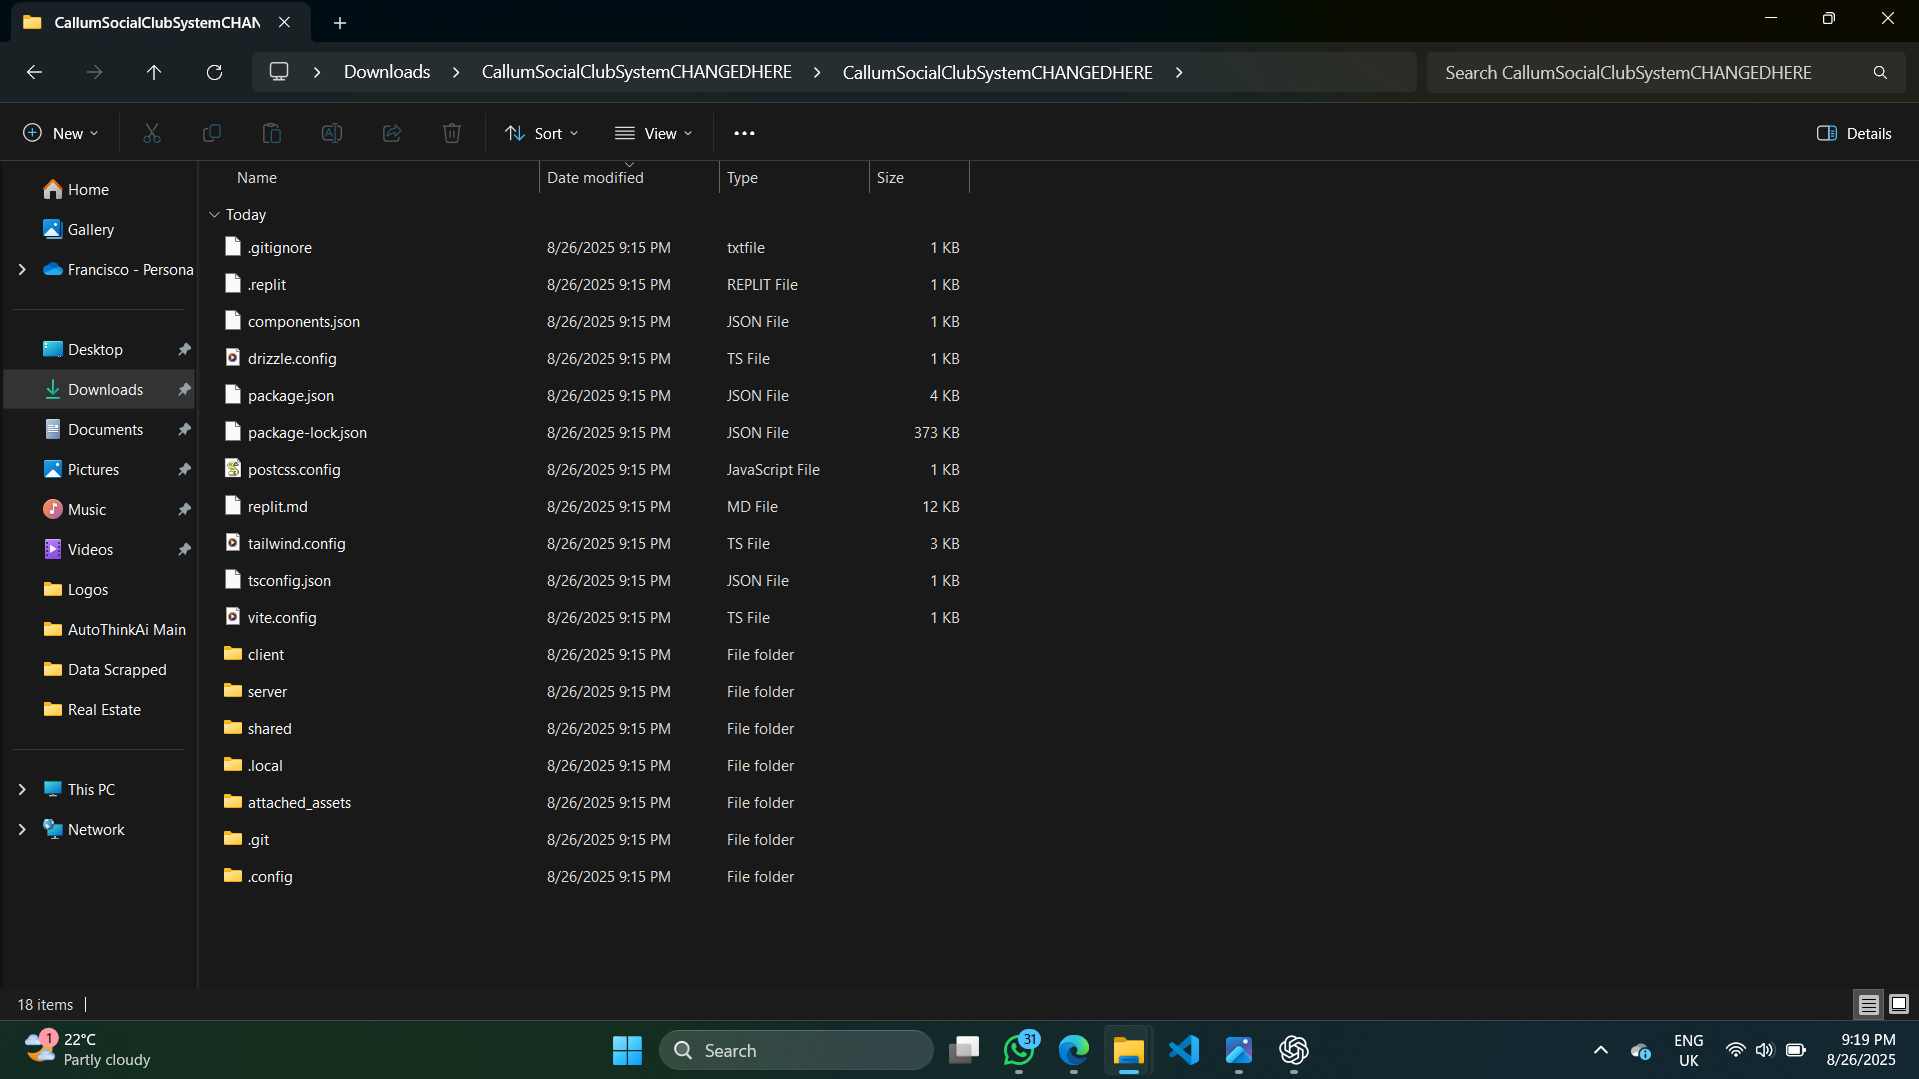 CallumSocialClubSystemCHAN
Downloads
CallumSocialClubSystemCHANGEDHERE
CallumSocialClubSystemCHANGEDHERE
Search CallumSocialClubSystemCHANGEDHERE
New
Sort
View
Details
Home
Gallery
Francisco - Persona
Desktop
Downloads
Documents
Pictures
Music
Videos
Logos
AutoThinkAi Main
Data Scrapped
Real Estate
This PC
Network
Name Date modified Type Size
Today
.gitignore 8/26/2025 9:15 PM txtfile 1 KB
.replit 8/26/2025 9:15 PM REPLIT File 1 KB
components.json 8/26/2025 9:15 PM JSON File 1 KB
drizzle.config 8/26/2025 9:15 PM TS File 1 KB
package.json 8/26/2025 9:15 PM JSON File 4 KB
package-lock.json 8/26/2025 9:15 PM JSON File 373 KB
postcss.config 8/26/2025 9:15 PM JavaScript File 1 KB
replit.md 8/26/2025 9:15 PM MD File 12 KB
tailwind.config 8/26/2025 9:15 PM TS File 3 KB
tsconfig.json 8/26/2025 9:15 PM JSON File 1 KB
vite.config 8/26/2025 9:15 PM TS File 1 KB
client 8/26/2025 9:15 PM File folder
server 8/26/2025 9:15 PM File folder
shared 8/26/2025 9:15 PM File folder
.local 8/26/2025 9:15 PM File folder
attached_assets 8/26/2025 9:15 PM File folder
.git 8/26/2025 9:15 PM File folder
.config 8/26/2025 9:15 PM File folder
18 items
1
22°C
Partly cloudy
Search
31
ENG
UK
9:19 PM
8/26/2025